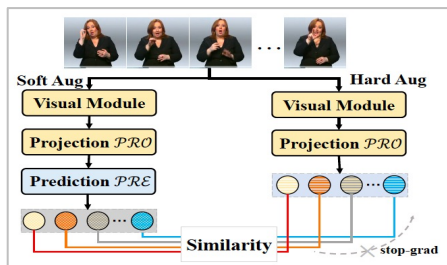 Soft Aug
Hard Aug
Visual Module
Projection 𝒫ℛ𝒪
Prediction 𝒫ℛℰ
Visual Module
Projection 𝒫ℛ𝒪
Similarity
stop-grad